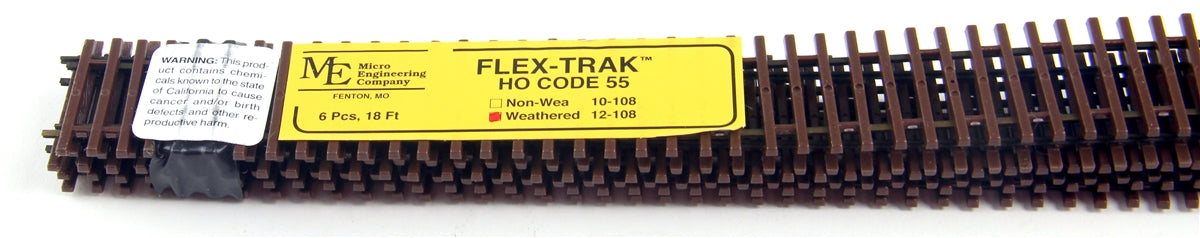 WARNING: This prod-
uct contains chemi-
cals known to the state
of California to cause
cancer and/or birth
defects and other re-
productive harm.
ME Micro
Engineering
Company
FENTON, MO
6 Pcs, 18 Ft
FLEX-TRAK™
HO CODE 55
Non-Wea 10-108
Weathered 12-108